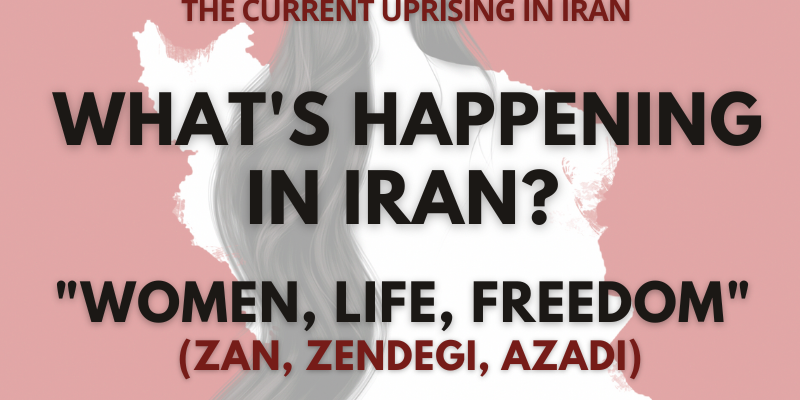 THE CURRENT UPRISING IN IRAN
WHAT'S HAPPENING
IN IRAN?
"WOMEN, LIFE, FREEDOM"
(ZAN, ZENDEGI, AZADI)